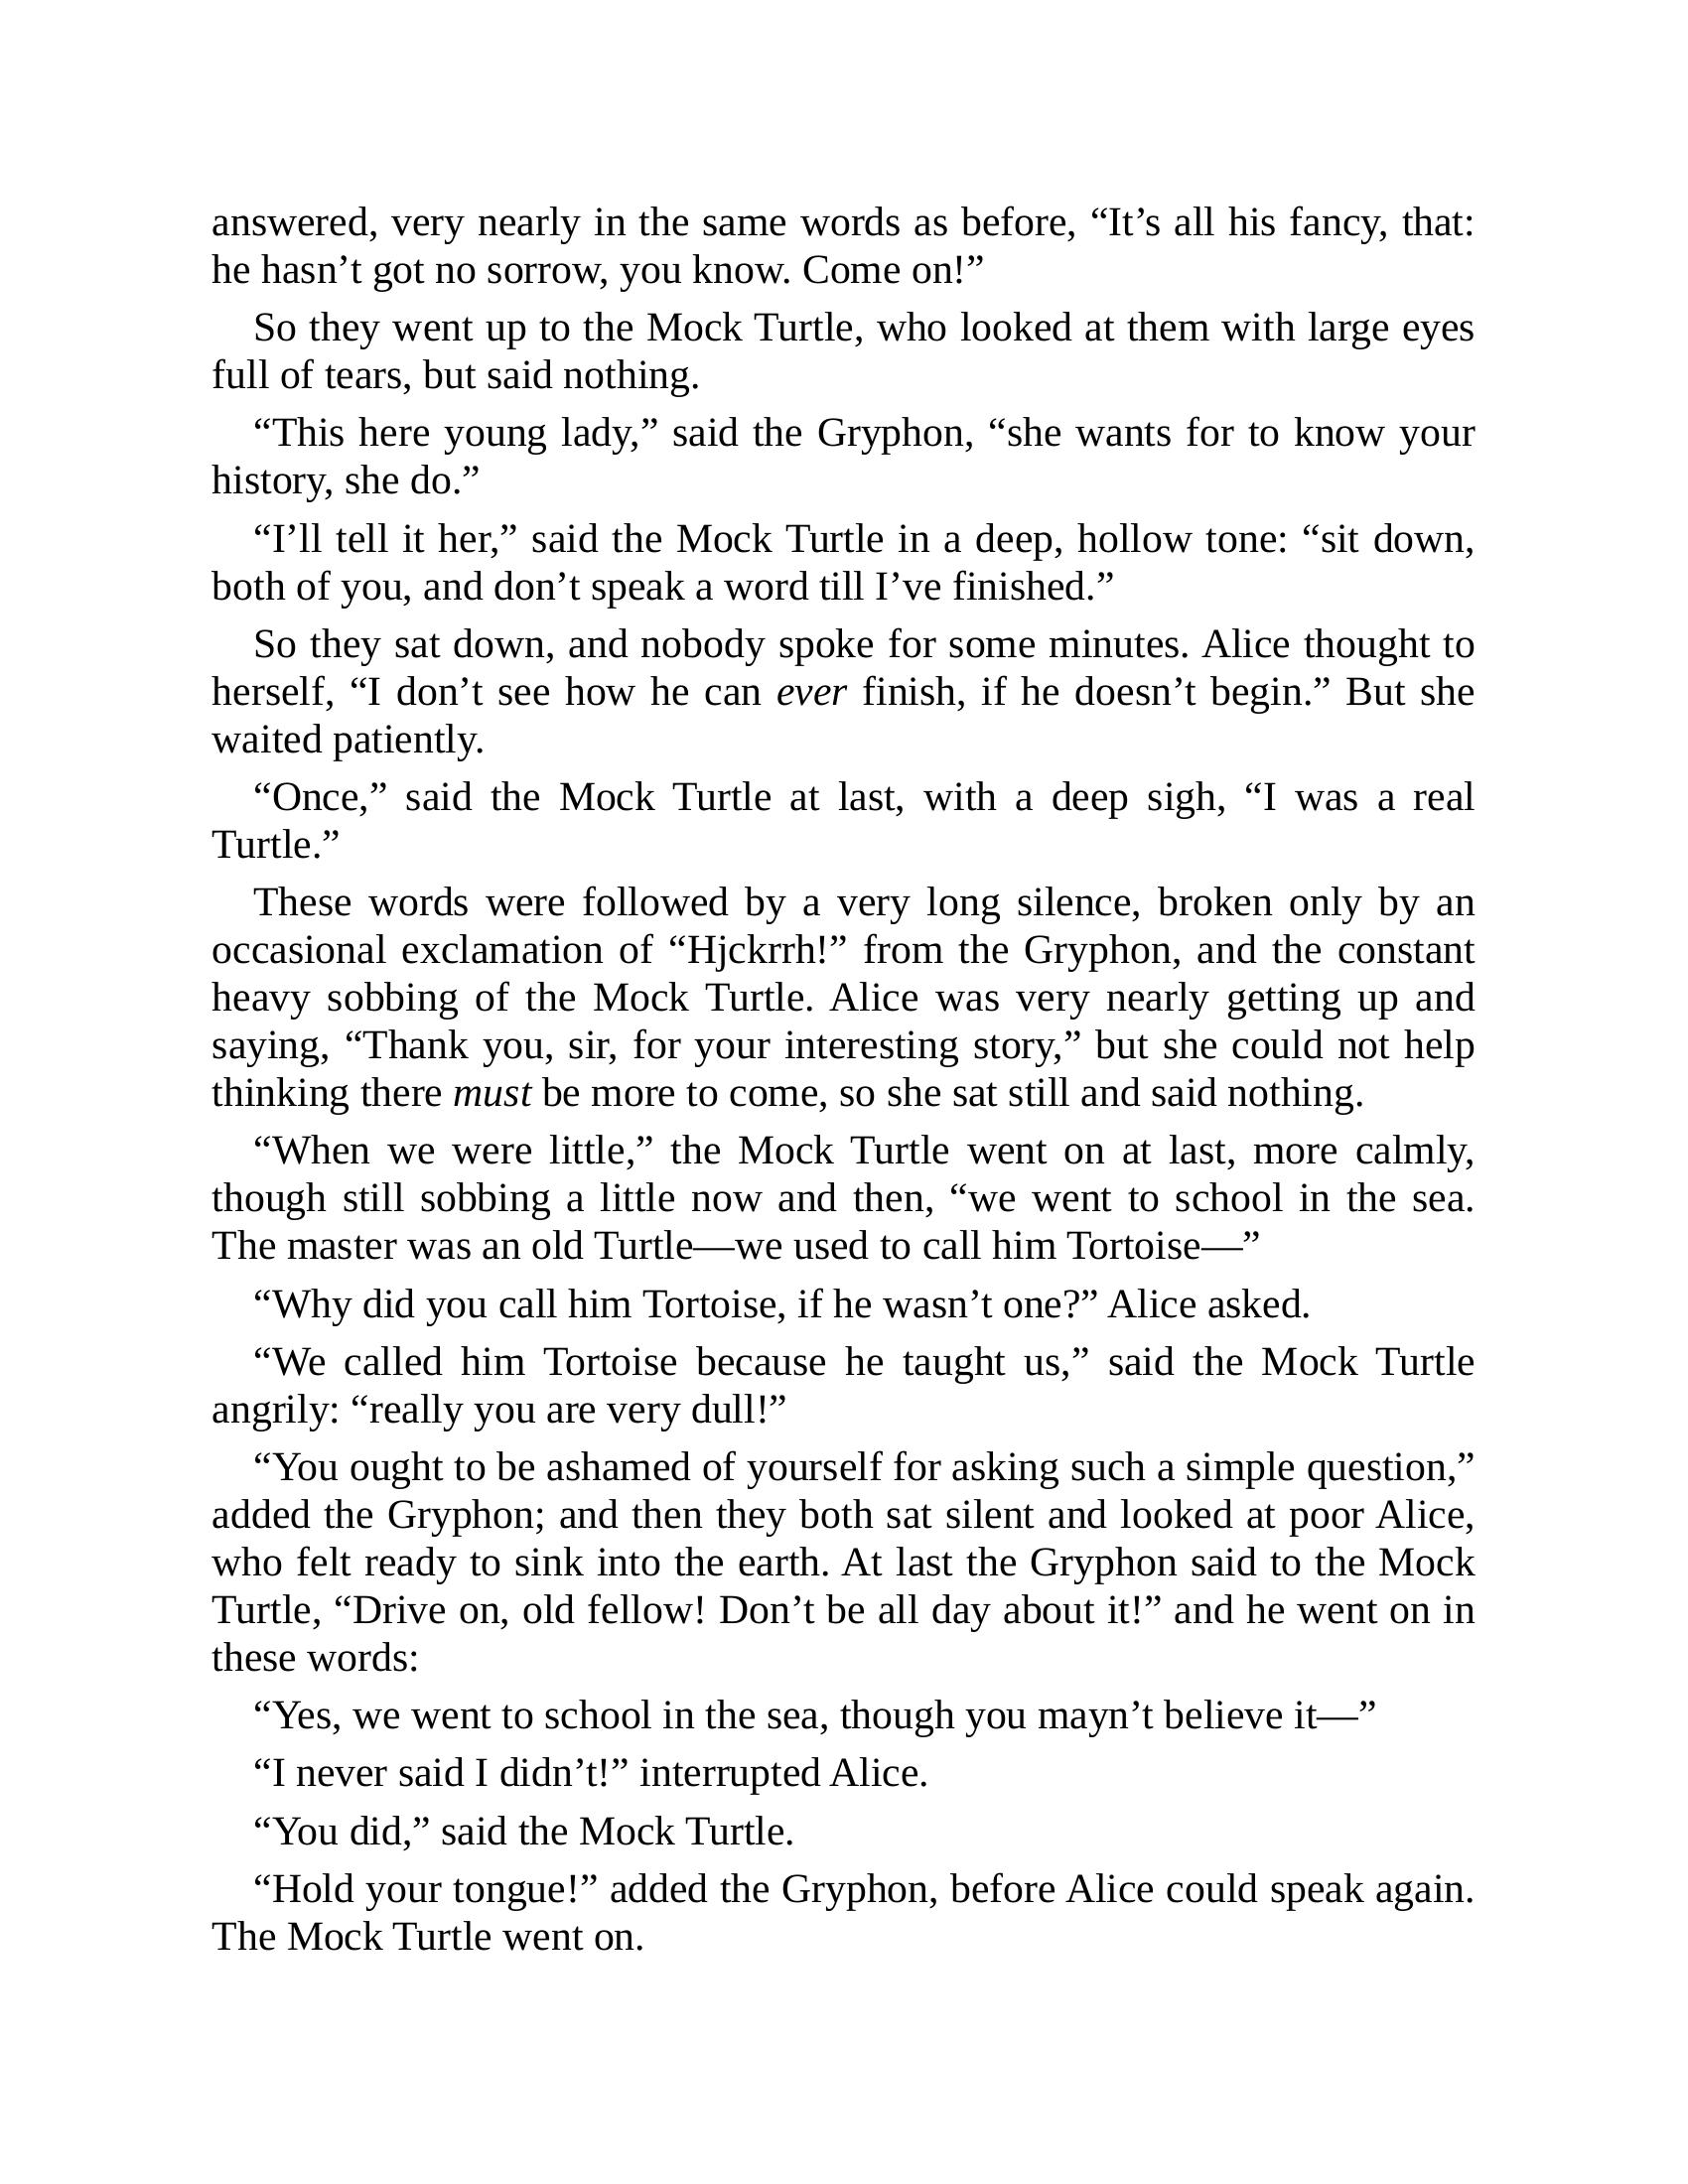 answered, very nearly in the same words as before, “It’s all his fancy, that:
he hasn’t got no sorrow, you know. Come on!”
So they went up to the Mock Turtle, who looked at them with large eyes
full of tears, but said nothing.
“This here young lady,” said the Gryphon, “she wants for to know your
history, she do.”
“I’ll tell it her,” said the Mock Turtle in a deep, hollow tone: “sit down,
both of you, and don’t speak a word till I’ve finished.”
So they sat down, and nobody spoke for some minutes. Alice thought to
herself, “I don’t see how he can ever finish, if he doesn’t begin.” But she
waited patiently.
“Once,” said the Mock Turtle at last, with a deep sigh, “I was a real
Turtle.”
These words were followed by a very long silence, broken only by an
occasional exclamation of “Hjckrrh!” from the Gryphon, and the constant
heavy sobbing of the Mock Turtle. Alice was very nearly getting up and
saying, “Thank you, sir, for your interesting story,” but she could not help
thinking there must be more to come, so she sat still and said nothing.
“When we were little,” the Mock Turtle went on at last, more calmly,
though still sobbing a little now and then, “we went to school in the sea.
The master was an old Turtle—we used to call him Tortoise—”
“Why did you call him Tortoise, if he wasn’t one?” Alice asked.
“We called him Tortoise because he taught us,” said the Mock Turtle
angrily: “really you are very dull!”
“You ought to be ashamed of yourself for asking such a simple question,”
added the Gryphon; and then they both sat silent and looked at poor Alice,
who felt ready to sink into the earth. At last the Gryphon said to the Mock
Turtle, “Drive on, old fellow! Don’t be all day about it!” and he went on in
these words:
“Yes, we went to school in the sea, though you mayn’t believe it—”
“I never said I didn’t!” interrupted Alice.
“You did,” said the Mock Turtle.
“Hold your tongue!” added the Gryphon, before Alice could speak again.
The Mock Turtle went on.